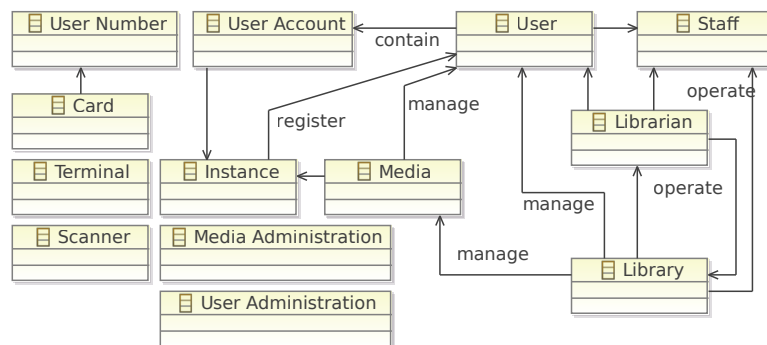 User Number
User Account
User
Staff
contain
operate
Card
manage
register
Librarian
Terminal
Instance
Media
operate
manage
Scanner
Media Administration
manage
Library
User Administration